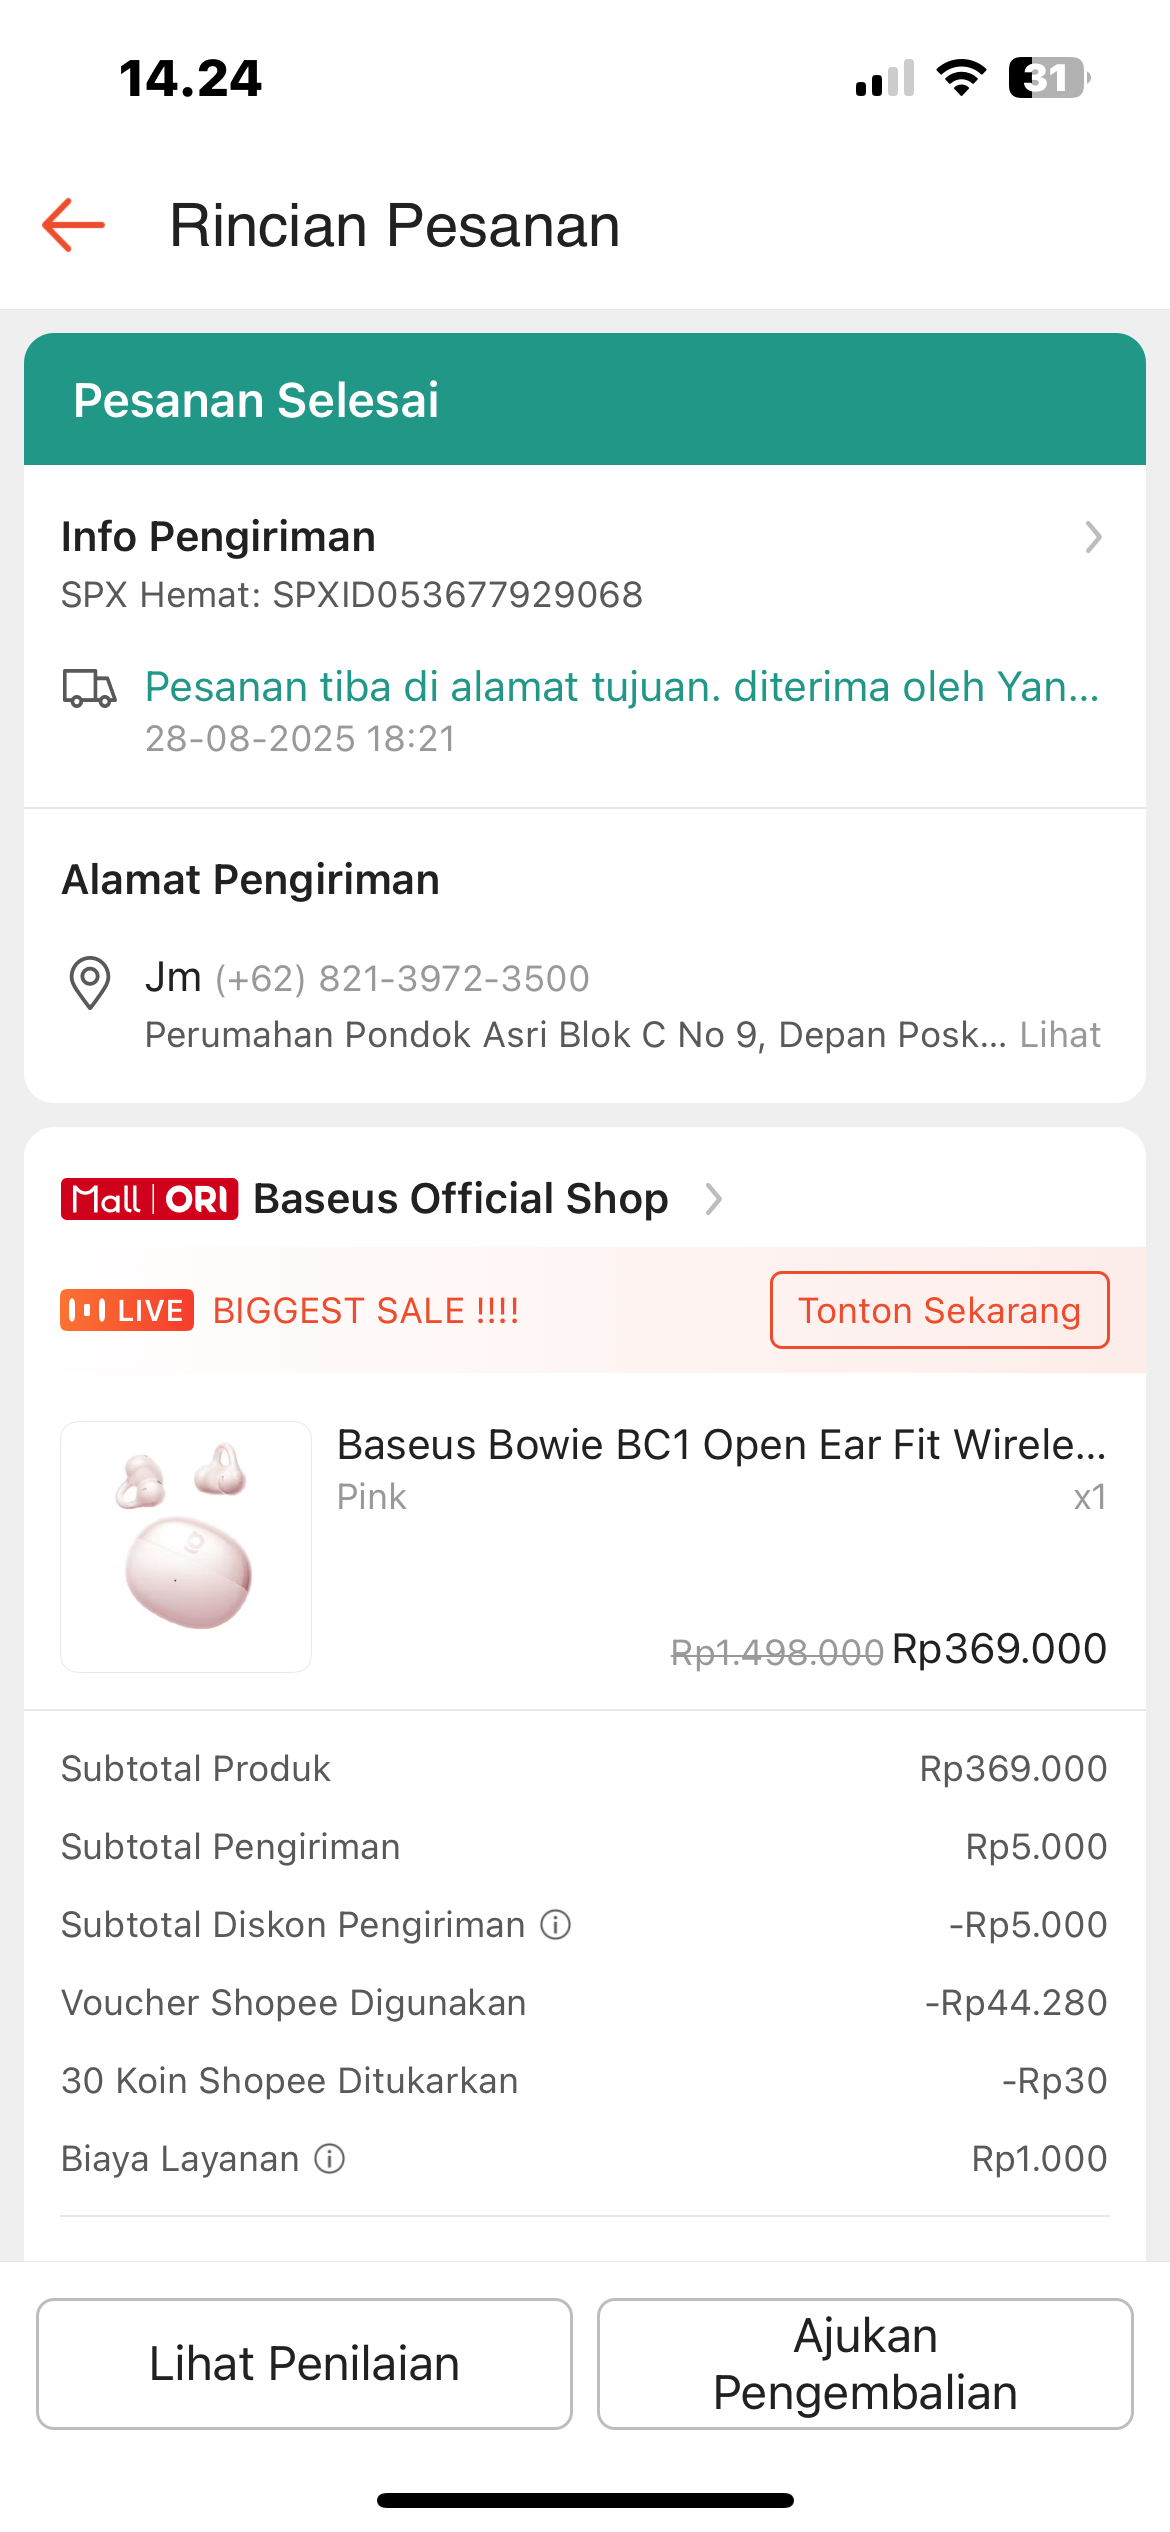 14.24
31
Rincian Pesanan
Pesanan Selesai
Info Pengiriman
SPX Hemat: SPXID053677929068
Pesanan tiba di alamat tujuan. diterima oleh Yan...
28-08-2025 18:21
Alamat Pengiriman
Jm (+62) 821-3972-3500
Perumahan Pondok Asri Blok C No 9, Depan Posk... Lihat
Mall | ORI Baseus Official Shop
LIVE BIGGEST SALE !!!! Tonton Sekarang
Baseus Bowie BC1 Open Ear Fit Wirele...
Pink x1
Rp1.498.000 Rp369.000
Subtotal Produk Rp369.000
Subtotal Pengiriman Rp5.000
Subtotal Diskon Pengiriman -Rp5.000
Voucher Shopee Digunakan -Rp44.280
30 Koin Shopee Ditukarkan -Rp30
Biaya Layanan Rp1.000
Lihat Penilaian
Ajukan
Pengembalian